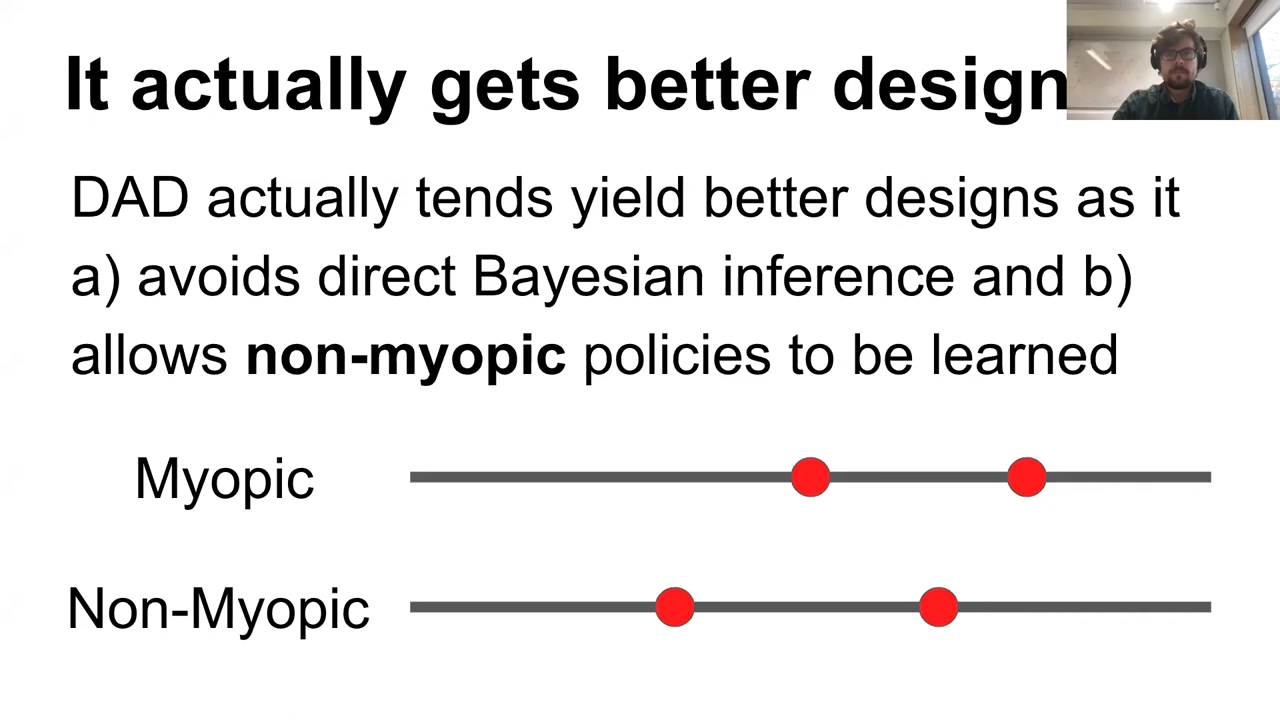 It actually gets better design
DAD actually tends yield better designs as it
a) avoids direct Bayesian inference and b)
allows non-myopic policies to be learned
Myopic
Non-Myopic